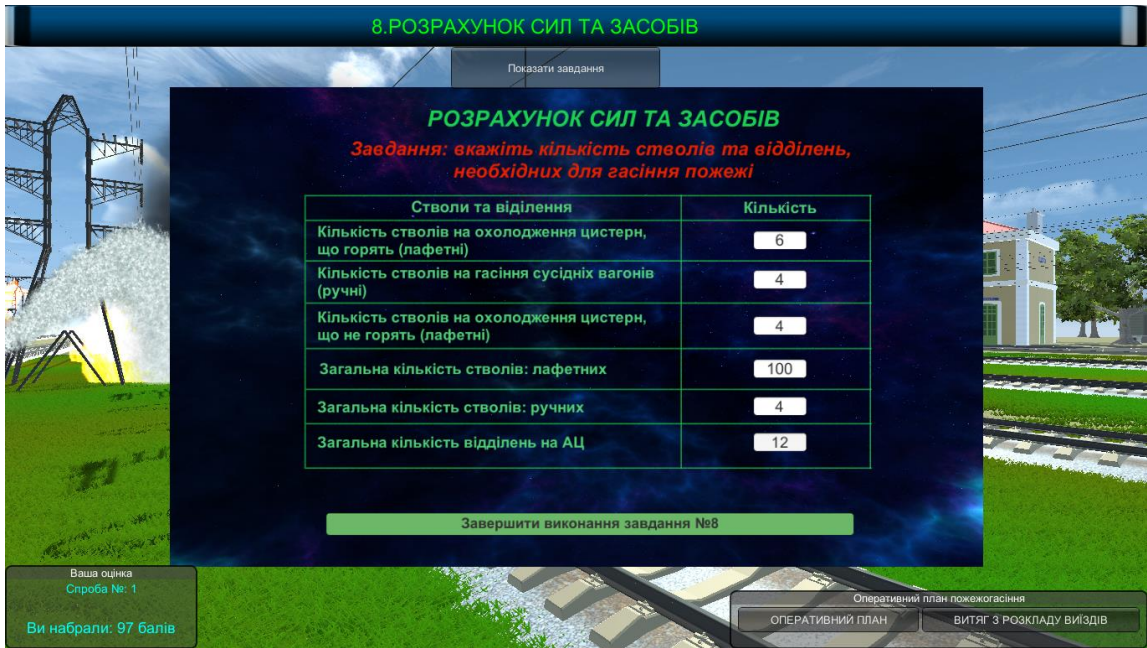 8.РОЗРАХУНОК СИЛ ТА ЗАСОБІВ
Показати завдання
РОЗРАХУНОК СИЛ ТА ЗАСОБІВ
Завдання: вкажіть кількість стволів та відділень,
необхідних для гасіння пожежі
Стволи та віділення Кількість
Кількість стволів на охолодження цистерн,
що горять (лафетні) 6
Кількість стволів на гасіння сусідніх вагонів
(ручні) 4
Кількість стволів на охолодження цистерн,
що не горять (лафетні) 4
Загальна кількість стволів: лафетних 100
Загальна кількість стволів: ручних 4
Загальна кількість відділень на АЦ 12
Завершити виконання завдання №8
Ваша оцінка
Спроба №: 1
Ви набрали: 97 балів
Оперативний план пожежогасіння
ОПЕРАТИВНИЙ ПЛАН ВИТЯГ З РОЗКЛАДУ ВИЇЗДІВ